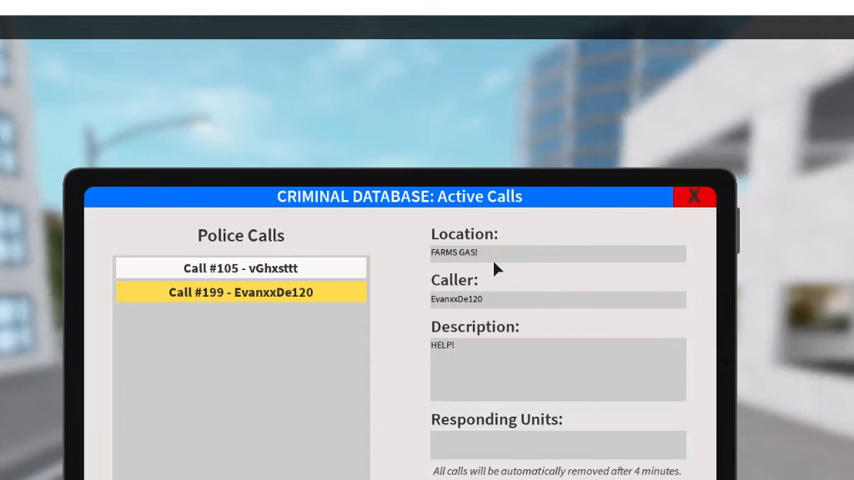 CRIMINAL DATABASE: Active Calls
X
Police Calls
Call #105 - vGhxsttt
Call #199 - EvanxxDe120
Location:
FARMS GAS!
Caller:
EvanxxDe120
Description:
HELP!
Responding Units:
All calls will be automatically removed after 4 minutes.